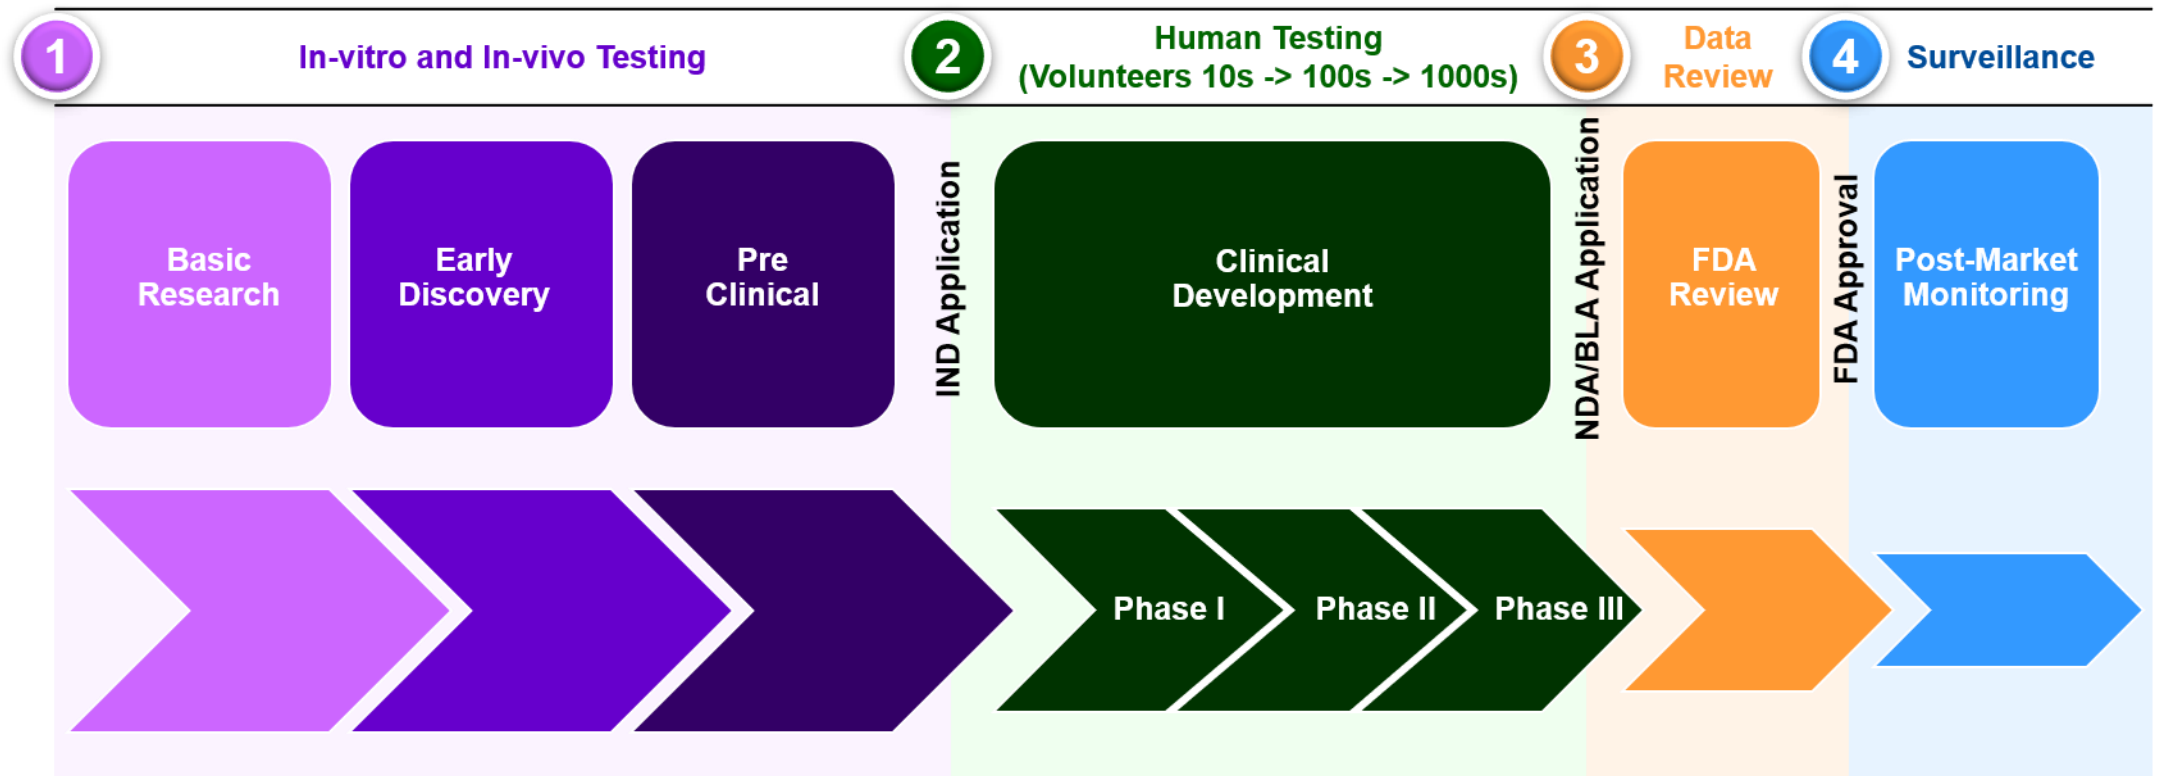 1
In-vitro and In-vivo Testing
2
Human Testing
(Volunteers 10s -> 100s -> 1000s)
3
Data
Review
4
Surveillance
Basic
Research
Early
Discovery
Pre
Clinical
IND Application
Clinical
Development
NDA/BLA Application
FDA
Review
FDA Approval
Post-Market
Monitoring
Phase I
Phase II
Phase III